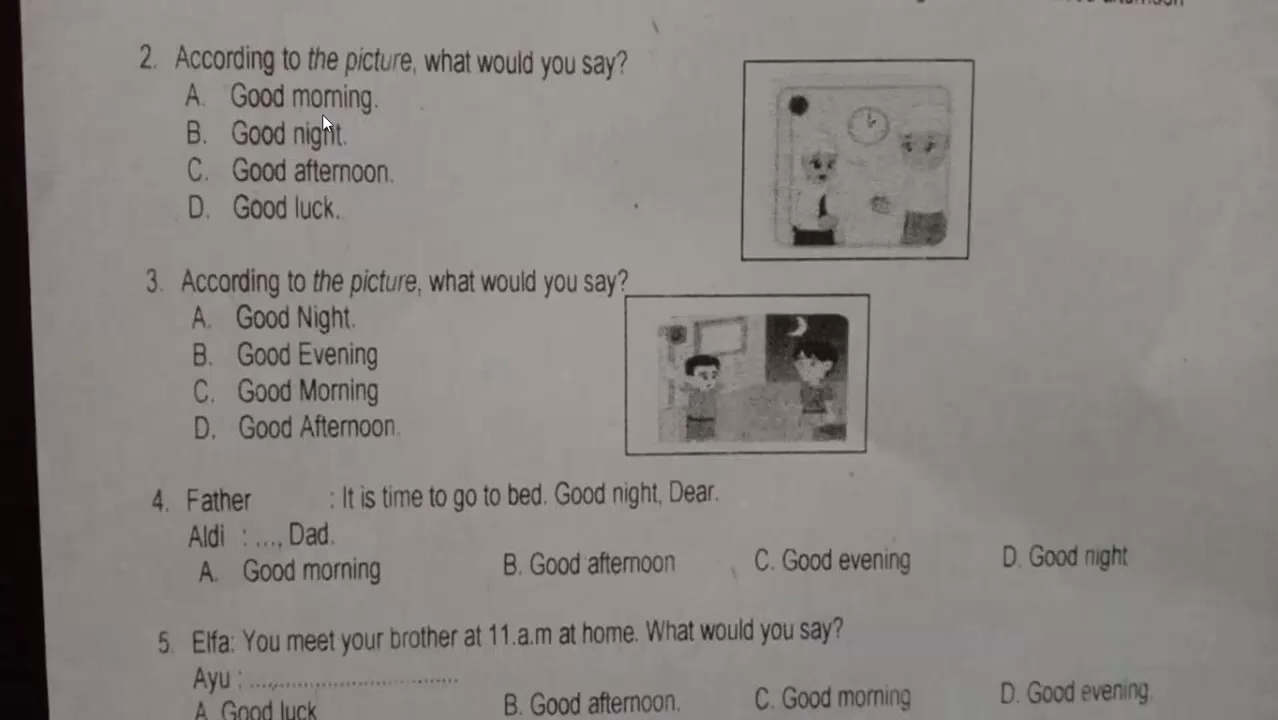 2. According to the picture, what would you say?
A. Good morning.
B. Good night.
C. Good afternoon.
D. Good luck.
3. According to the picture, what would you say?
A. Good Night.
B. Good Evening
C. Good Morning
D. Good Afternoon.
4. Father : It is time to go to bed. Good night, Dear.
Aldi : ..., Dad.
A. Good morning B. Good afternoon C. Good evening D. Good night
5. Elfa: You meet your brother at 11.a.m at home. What would you say?
Ayu : ........................................
A. Good luck B. Good afternoon. C. Good morning D. Good evening.